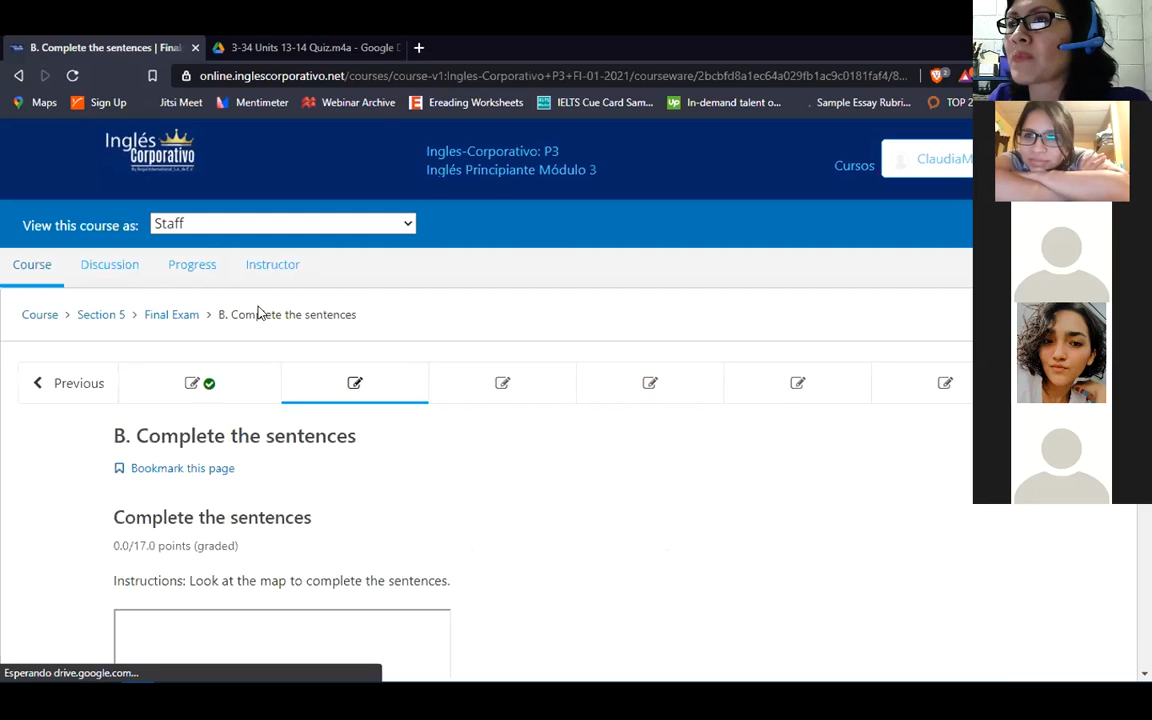 B. Complete the sentences | Final
3-34 Units 13-14 Quiz.m4a - Google D
online.inglescorporativo.net/courses/course-v1:Ingles-Corporativo+P3+FI-01-2021/courseware/2bcbfd8a1ec64a029fb1ac9c0181faf4/8...
2
Maps Sign Up Jitsi Meet Mentimeter Webinar Archive Ereading Worksheets IELTS Cue Card Sam... In-demand talent o... Sample Essay Rubri... TOP 2
Inglés
Corporativo
Ingles-Corporativo: P3
Inglés Principiante Módulo 3
Cursos
ClaudiaM
View this course as: Staff
Course Discussion Progress Instructor
Course > Section 5 > Final Exam > B. Complete the sentences
Previous
B. Complete the sentences
Bookmark this page
Complete the sentences
0.0/17.0 points (graded)
Instructions: Look at the map to complete the sentences.
Esperando drive.google.com...